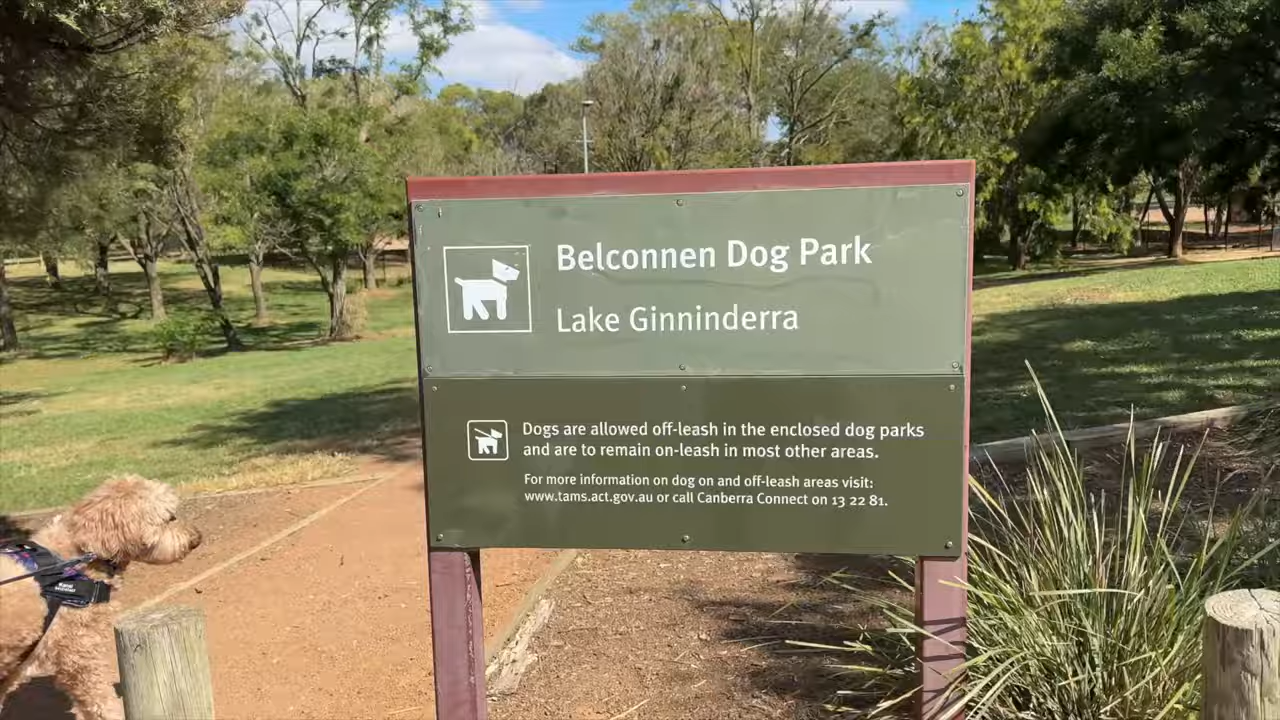 Belconnen Dog Park
Lake Ginninderra
Dogs are allowed off-leash in the enclosed dog parks
and are to remain on-leash in most other areas.
For more information on dog on and off-leash areas visit:
www.tams.act.gov.au or call Canberra Connect on 13 22 81.